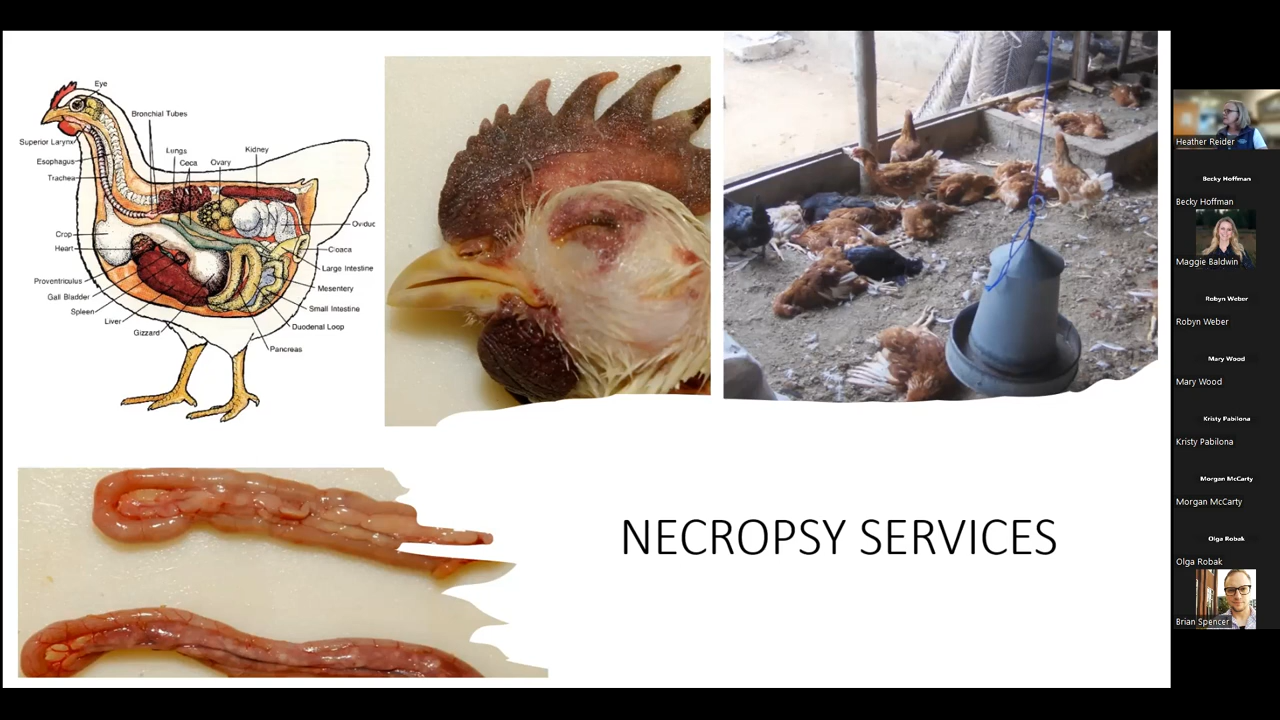 Eye
Bronchial Tubes
Superior Larynx
Lungs
Ceca
Ovary
Kidney
Esophagus
Trachea
Crop
Heart
Oviduc
Cloaca
Large Intestine
Proventriculus
Mesentery
Gall Bladder
Spleen
Small Intestine
Liver
Gizzard
Duodenal Loop
Pancreas
NECROPSY SERVICES
Heather Reider
Becky Hoffman
Becky Hoffman
Maggie Baldwin
Robyn Weber
Robyn Weber
Mary Wood
Mary Wood
Kristy Pabilona
Kristy Pabilona
Morgan McCarty
Morgan McCarty
Olga Robak
Olga Robak
Brian Spencer